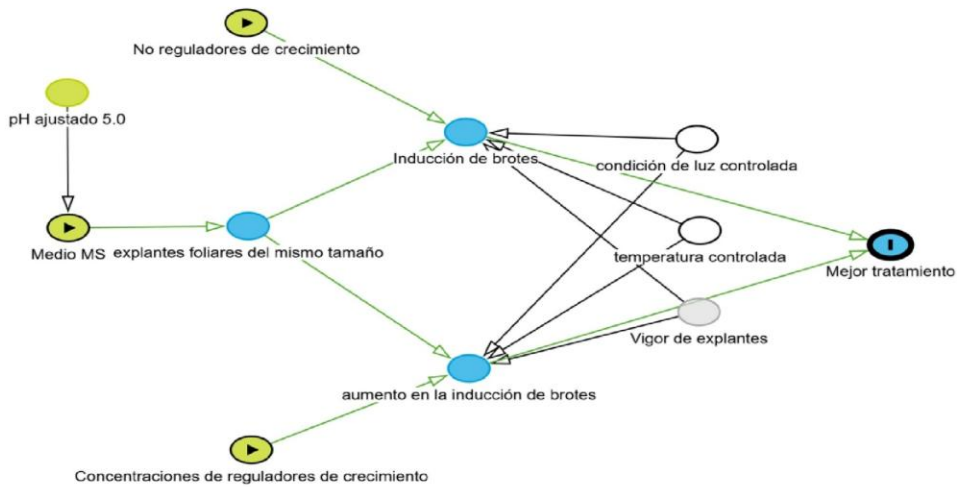 No reguladores de crecimiento
pH ajustado 5.0
Inducción de brotes
condición de luz controlada
Medio MS
explantes foliares del mismo tamaño
temperatura controlada
Mejor tratamiento
Vigor de explantes
aumento en la inducción de brotes
Concentraciones de reguladores de crecimiento